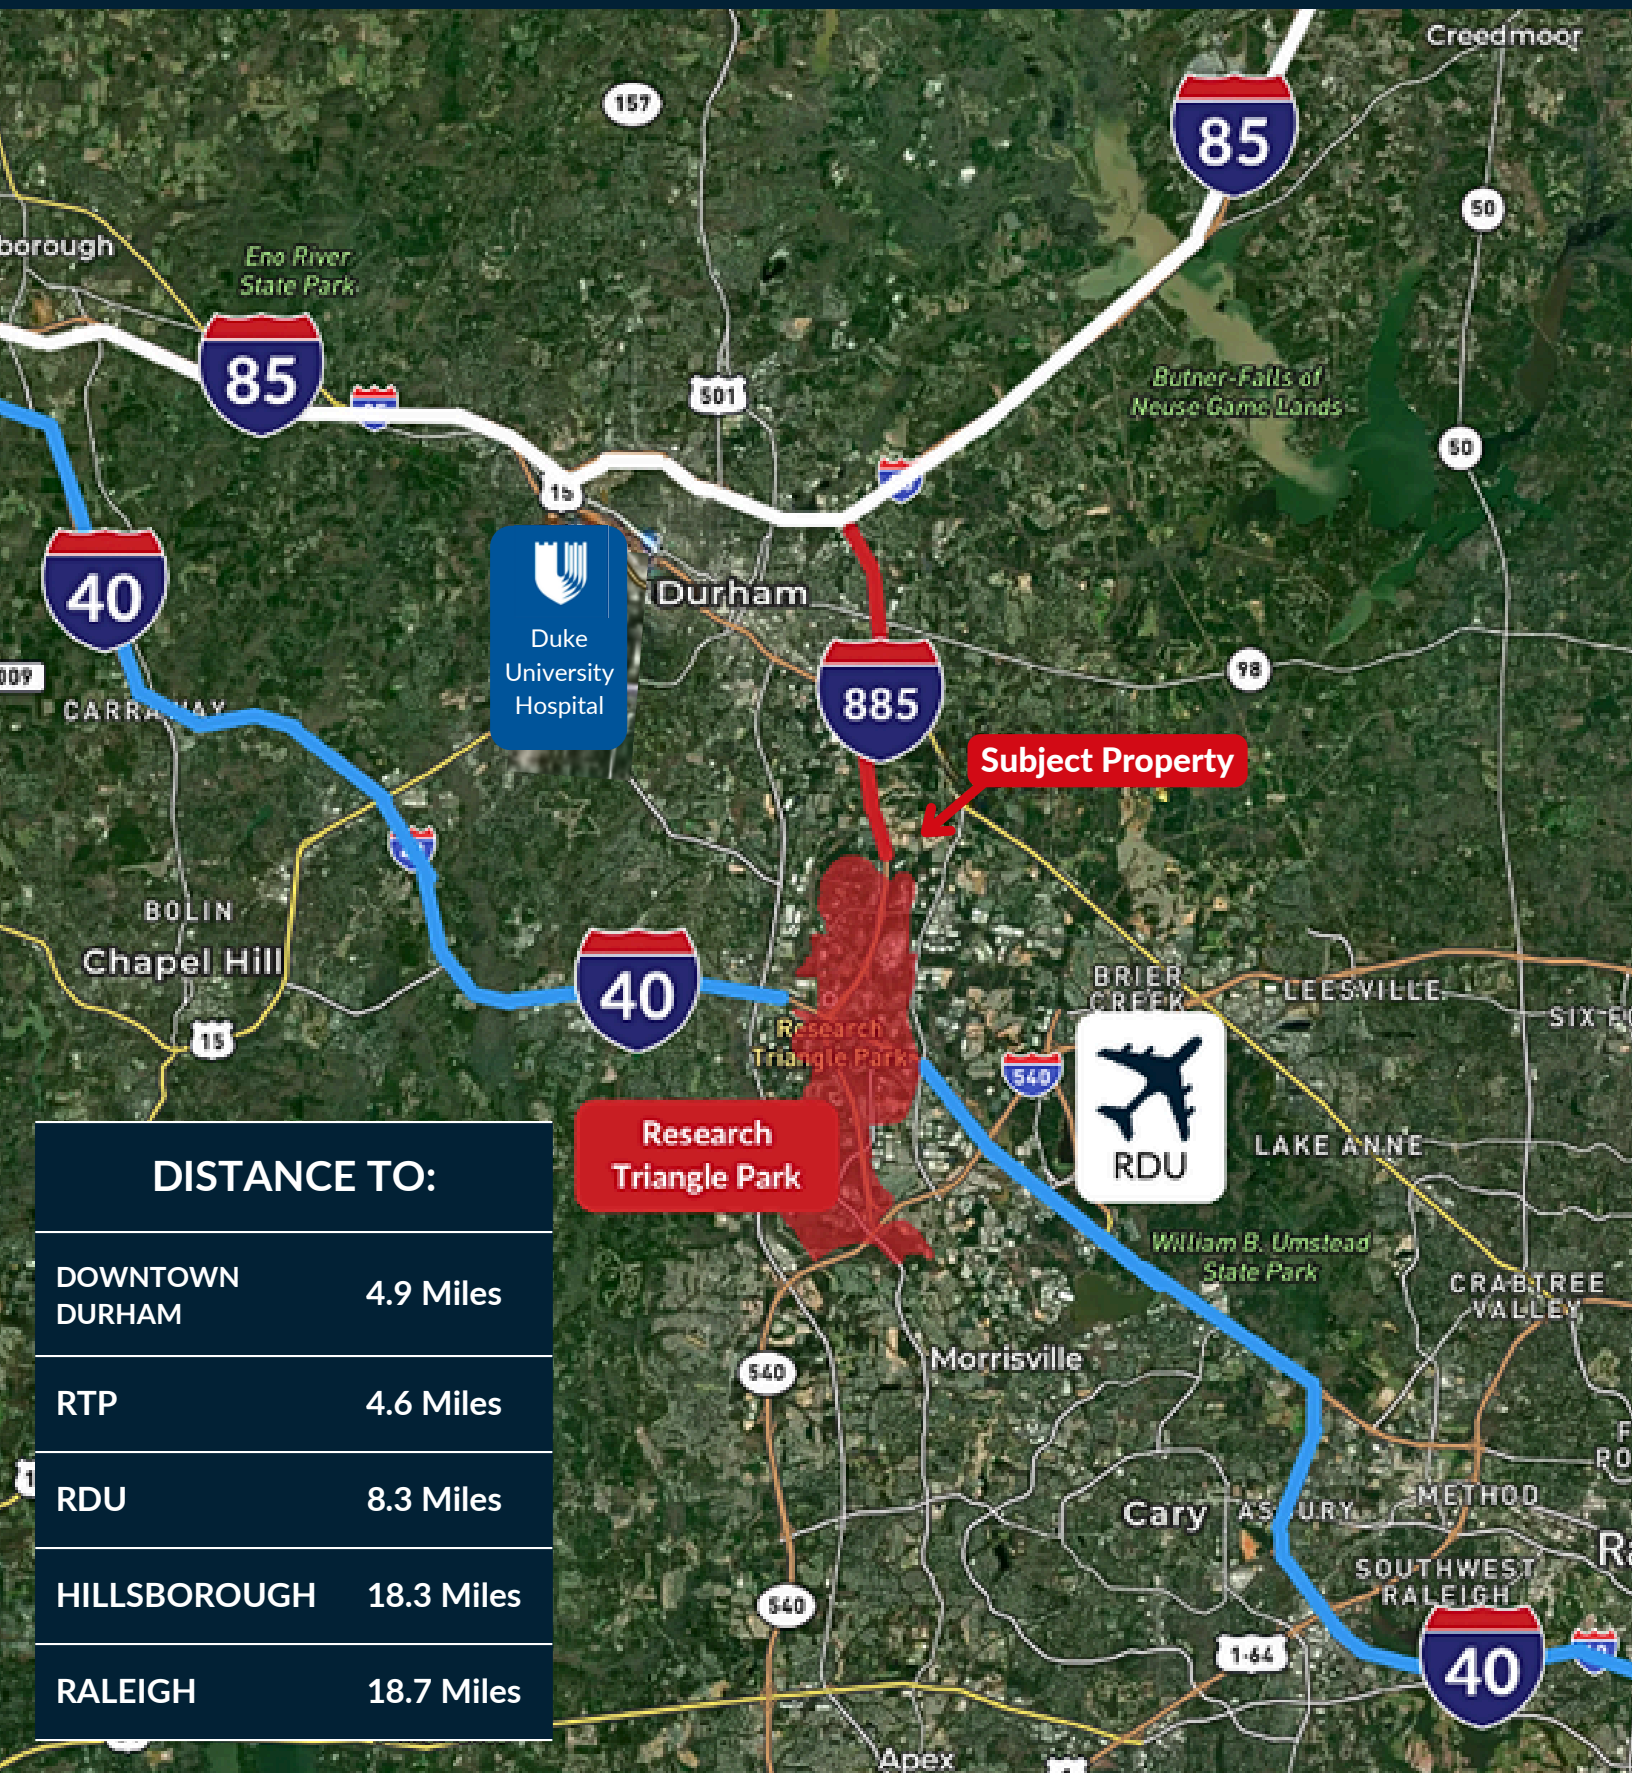 Creedmoor
157
85
50
borough
Eno River
State Park
85
Butner-Falls of
Neuse Game Lands
501
50
15
40
Duke
University
Hospital
Durham
009
98
885
Subject Property
BOLIN
Chapel Hill
40
BRIER
CREEK
LEESVILLE
Research
Triangle Park
15
540
RDU
LAKE ANNE
Research
Triangle Park
William B. Umstead
State Park
CRABTREE
VALLEY
DISTANCE TO:
DOWNTOWN
DURHAM
4.9 Miles
RTP
4.6 Miles
RDU
8.3 Miles
HILLSBOROUGH
18.3 Miles
RALEIGH
18.7 Miles
540
Morrisville
Cary
METHOD
SOUTHWEST
RALEIGH
540
1-64
40
Apex